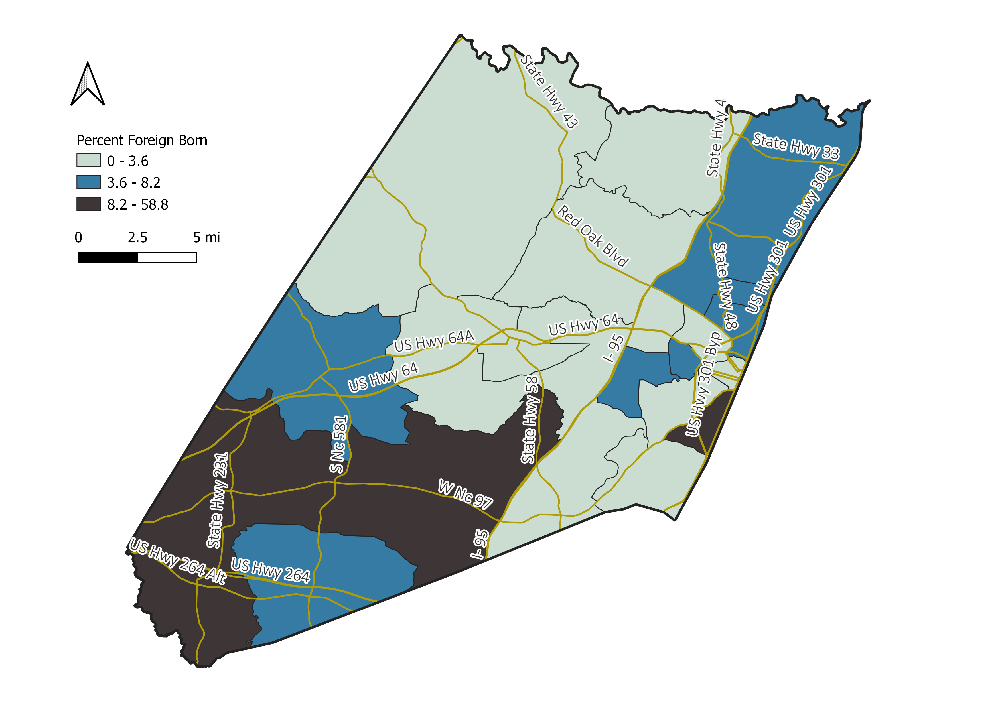 State Hwy 43
State Hwy 4
State Hwy 33
Percent Foreign Born
0 - 3.6
3.6 - 8.2
8.2 - 58.8
0 2.5 5 mi
US Hwy 301
Red Oak Blvd
State Hwy 48
US Hwy 301
US Hwy 64
US Hwy 64A
I- 95
US Hwy 301 Byp
US Hwy 64
State Hwy 58
S Nc 581
State Hwy 231
W Nc 97
I- 95
US Hwy 264 Alt
US Hwy 264